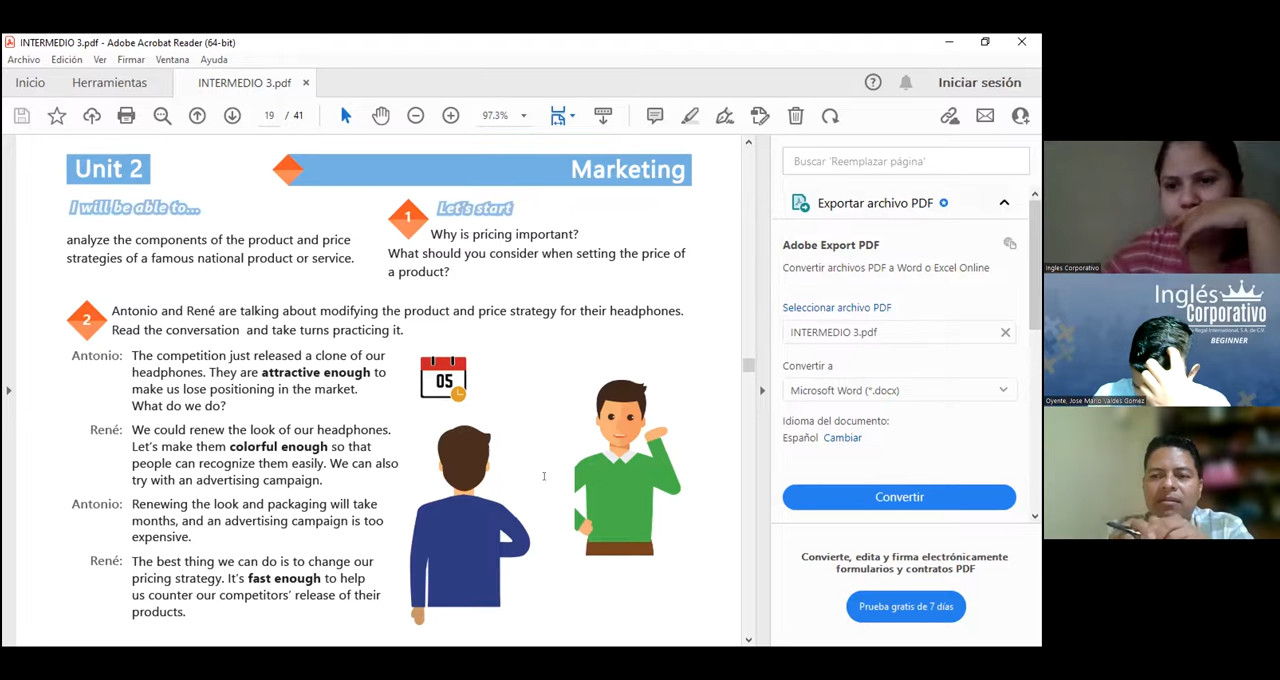 INTERMEDIO 3.pdf - Adobe Acrobat Reader (64-bit)
Archivo Edición Ver Firmar Ventana Ayuda
Inicio Herramientas INTERMEDIO 3.pdf × Iniciar sesión
19 / 41 97.3%
Unit 2 Marketing
I will be able to...
analyze the components of the product and price
strategies of a famous national product or service.
1 Let's start
Why is pricing important?
What should you consider when setting the price of
a product?
2 Antonio and René are talking about modifying the product and price strategy for their headphones.
Read the conversation and take turns practicing it.
Antonio: The competition just released a clone of our
headphones. They are attractive enough to
make us lose positioning in the market.
What do we do?
René: We could renew the look of our headphones.
Let's make them colorful enough so that
people can recognize them easily. We can also
try with an advertising campaign.
Antonio: Renewing the look and packaging will take
months, and an advertising campaign is too
expensive.
René: The best thing we can do is to change our
pricing strategy. It's fast enough to help
us counter our competitors' release of their
products.
05
Buscar 'Reemplazar página'
Exportar archivo PDF
Adobe Export PDF
Convertir archivos PDF a Word o Excel Online
Seleccionar archivo PDF
INTERMEDIO 3.pdf
Convertir a
Microsoft Word (*.docx)
Idioma del documento:
Español Cambiar
Convertir
Convierte, edita y firma electrónicamente
formularios y contratos PDF
Prueba gratis de 7 días
Inglés Corporativo
Inglés
Corporativo
Negal International, S.A. de C.V.
BEGINNER
Oyente, Jose Mario Valdes Gomez